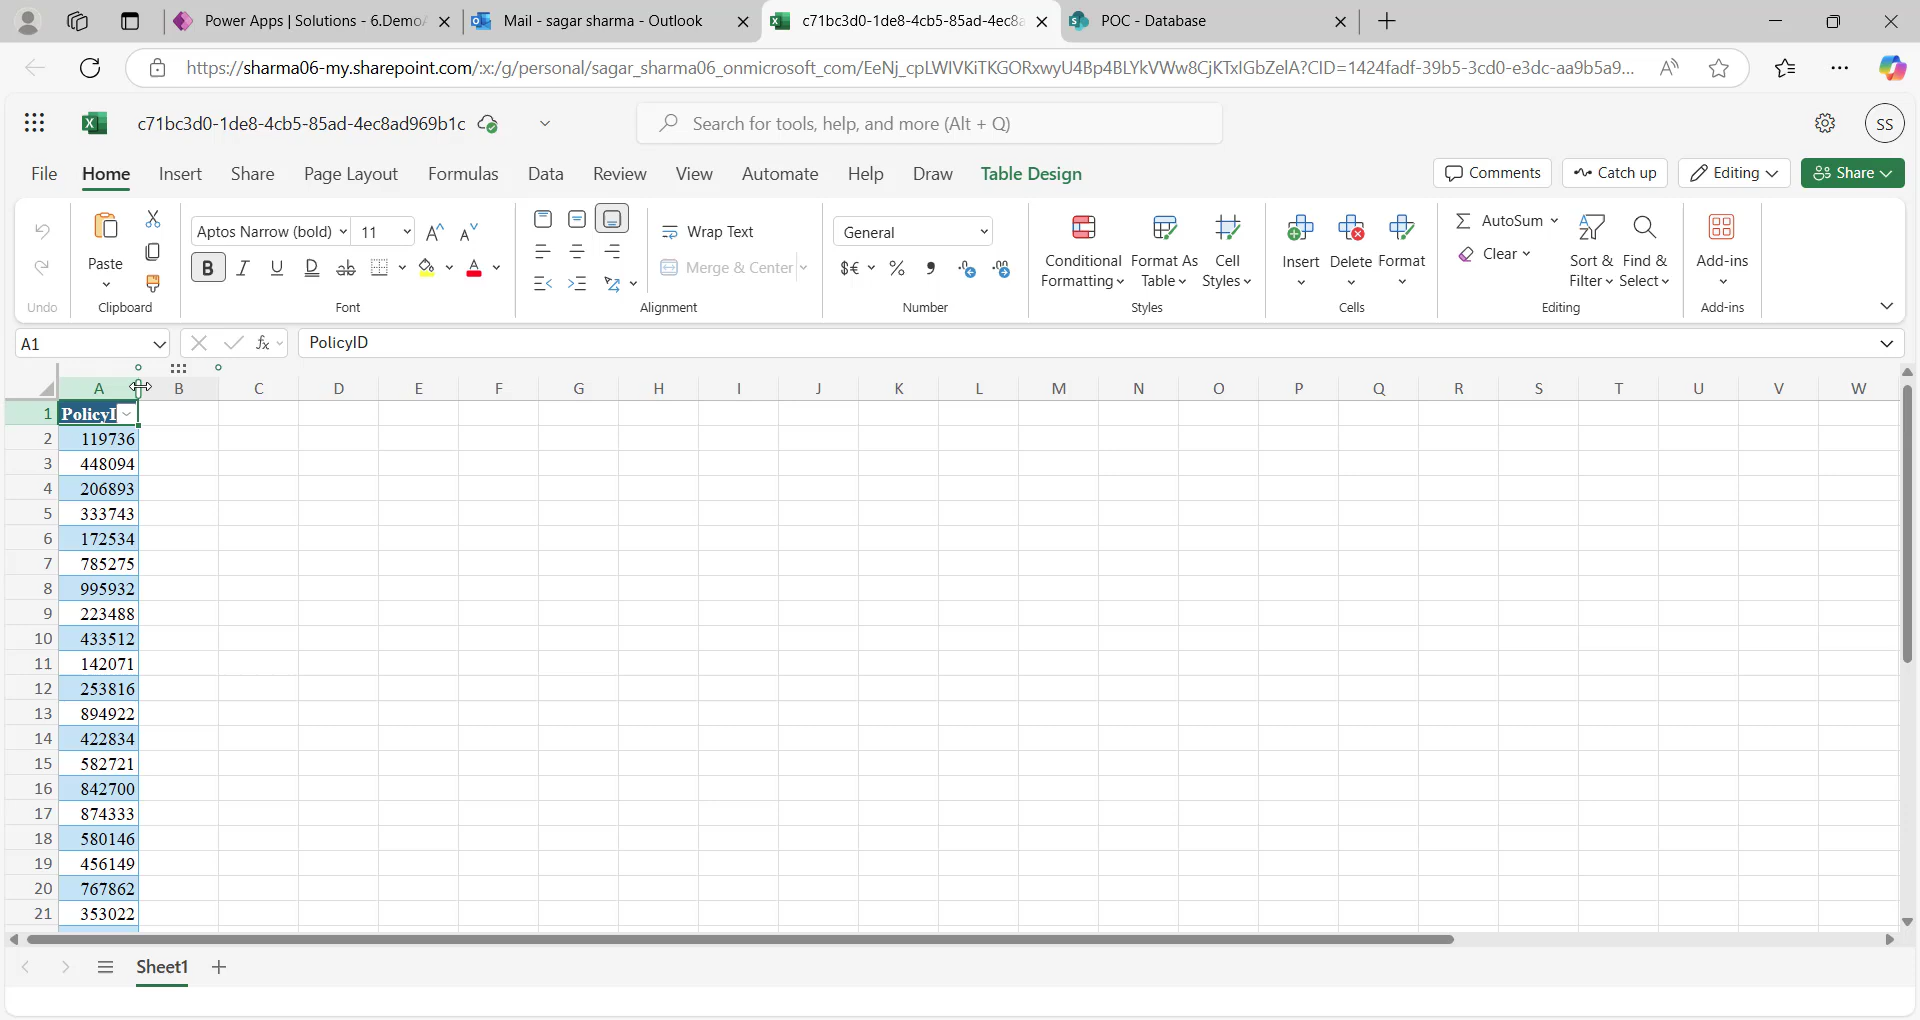 Power Apps | Solutions - 6.Demo
Mail - sagar sharma - Outlook
c71bc3d0-1de8-4cb5-85ad-4ec8a
POC - Database
https://sharma06-my.sharepoint.com/:x:/g/personal/sagar_sharma06_onmicrosoft_com/EeNj_cpLWIVKiTKGORxwyU4Bp4BLYkVWw8CjKTxIGbZelA?CID=1424fadf-39b5-3cd0-e3dc-aa9b5a9...
c71bc3d0-1de8-4cb5-85ad-4ec8ad969b1c
Search for tools, help, and more (Alt + Q)
SS
File Home Insert Share Page Layout Formulas Data Review View Automate Help Draw Table Design
Comments Catch up Editing Share
Aptos Narrow (bold) 11
Wrap Text
General
AutoSum
Paste
B I U D ab A
Merge & Center
$€ % 9
Conditional Formatting
Format As Table
Cell Styles
Insert Delete Format
Clear
Sort & Filter
Find & Select
Add-ins
Undo Clipboard Font Alignment Number Styles Cells Editing Add-ins
A1 fx PolicyID
A B C D E F G H I J K L M N O P Q R S T U V W
1 PolicyI
2 119736
3 448094
4 206893
5 333743
6 172534
7 785275
8 995932
9 223488
10 433512
11 142071
12 253816
13 894922
14 422834
15 582721
16 842700
17 874333
18 580146
19 456149
20 767862
21 353022
Sheet1